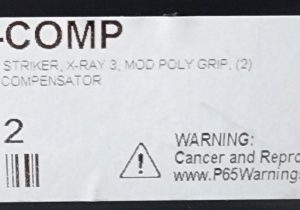 -COMP
STRIKER, X-RAY 3, MOD POLY GRIP, (2)
COMPENSATOR
2
WARNING:
Cancer and Repro
www.P65Warnings